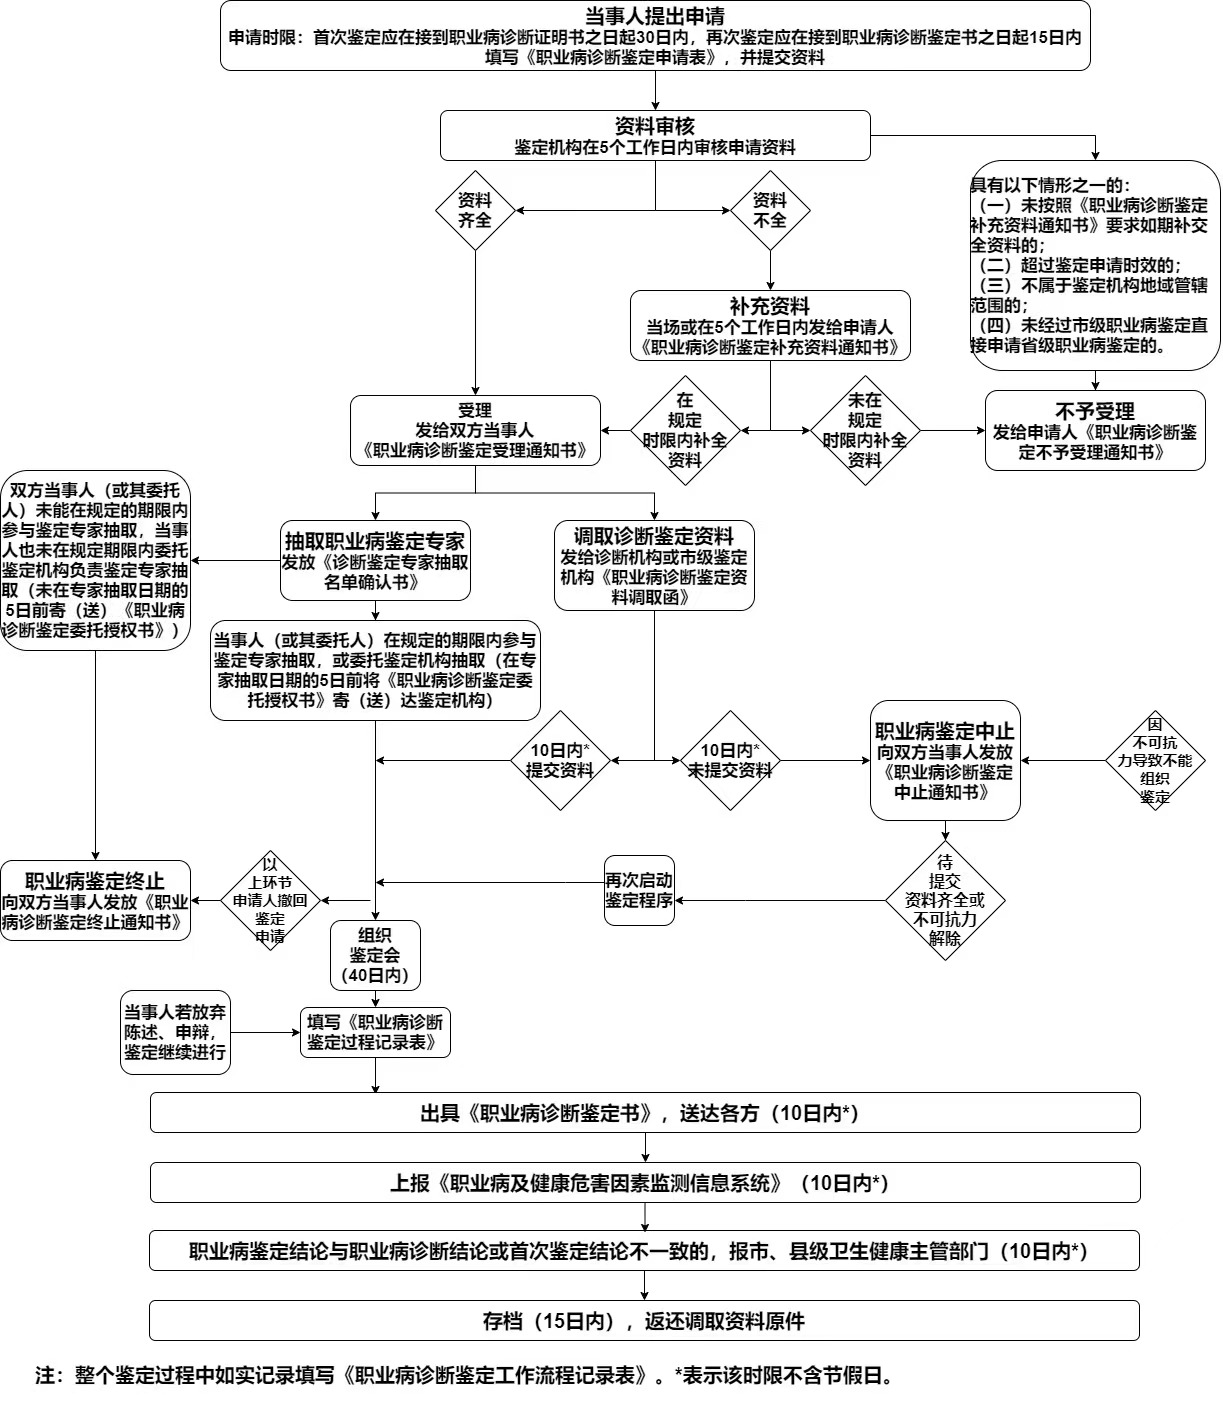 当事人提出申请
申请时限：首次鉴定应在接到职业病诊断证明书之日起30日内，再次鉴定应在接到职业病诊断鉴定书之日起15日内
填写《职业病诊断鉴定申请表》，并提交资料
资料审核
鉴定机构在5个工作日内审核申请资料
资料
齐全
资料
不全
具有以下情形之一的：
（一）未按照《职业病诊断鉴定
补充资料通知书》要求如期补交
全资料的；
（二）超过鉴定申请时效的；
（三）不属于鉴定机构地域管辖
范围的；
（四）未经过市级职业病鉴定直
接申请省级职业病鉴定的。
补充资料
当场或在5个工作日内发给申请人
《职业病诊断鉴定补充资料通知书》
受理
发给双方当事人
《职业病诊断鉴定受理通知书》
在
规定
时限内补全
资料
未在
规定
时限内补全
资料
不予受理
发给申请人《职业病诊断鉴
定不予受理通知书》
双方当事人（或其委托
人）未能在规定的期限内
参与鉴定专家抽取，当事
人也未在规定期限内委托
鉴定机构负责鉴定专家抽
取（未在专家抽取日期的
5日前寄（送）《职业病
诊断鉴定委托授权书》）
抽取职业病鉴定专家
发放《诊断鉴定专家抽取
名单确认书》
调取诊断鉴定资料
发给诊断机构或市级鉴定
机构《职业病诊断鉴定资
料调取函》
当事人（或其委托人）在规定的期限内参与
鉴定专家抽取，或委托鉴定机构抽取（在专
家抽取日期的5日前将《职业病诊断鉴定委
托授权书》寄（送）达鉴定机构）
10日内*
提交资料
10日内*
未提交资料
职业病鉴定中止
向双方当事人发放
《职业病诊断鉴定
中止通知书》
因
不可抗
力导致不能
组织
鉴定
职业病鉴定终止
向双方当事人发放《职业
病诊断鉴定终止通知书》
以
上环节
申请人撤回
鉴定
申请
再次启动
鉴定程序
待
提交
资料齐全或
不可抗力
解除
组织
鉴定会
（40日内）
当事人若放弃
陈述、申辩，
鉴定继续进行
填写《职业病诊断
鉴定过程记录表》
出具《职业病诊断鉴定书》，送达各方（10日内*）
上报《职业病及健康危害因素监测信息系统》（10日内*）
职业病鉴定结论与职业病诊断结论或首次鉴定结论不一致的，报市、县级卫生健康主管部门（10日内*）
存档（15日内），返还调取资料原件
注：整个鉴定过程中如实记录填写《职业病诊断鉴定工作流程记录表》。*表示该时限不含节假日。